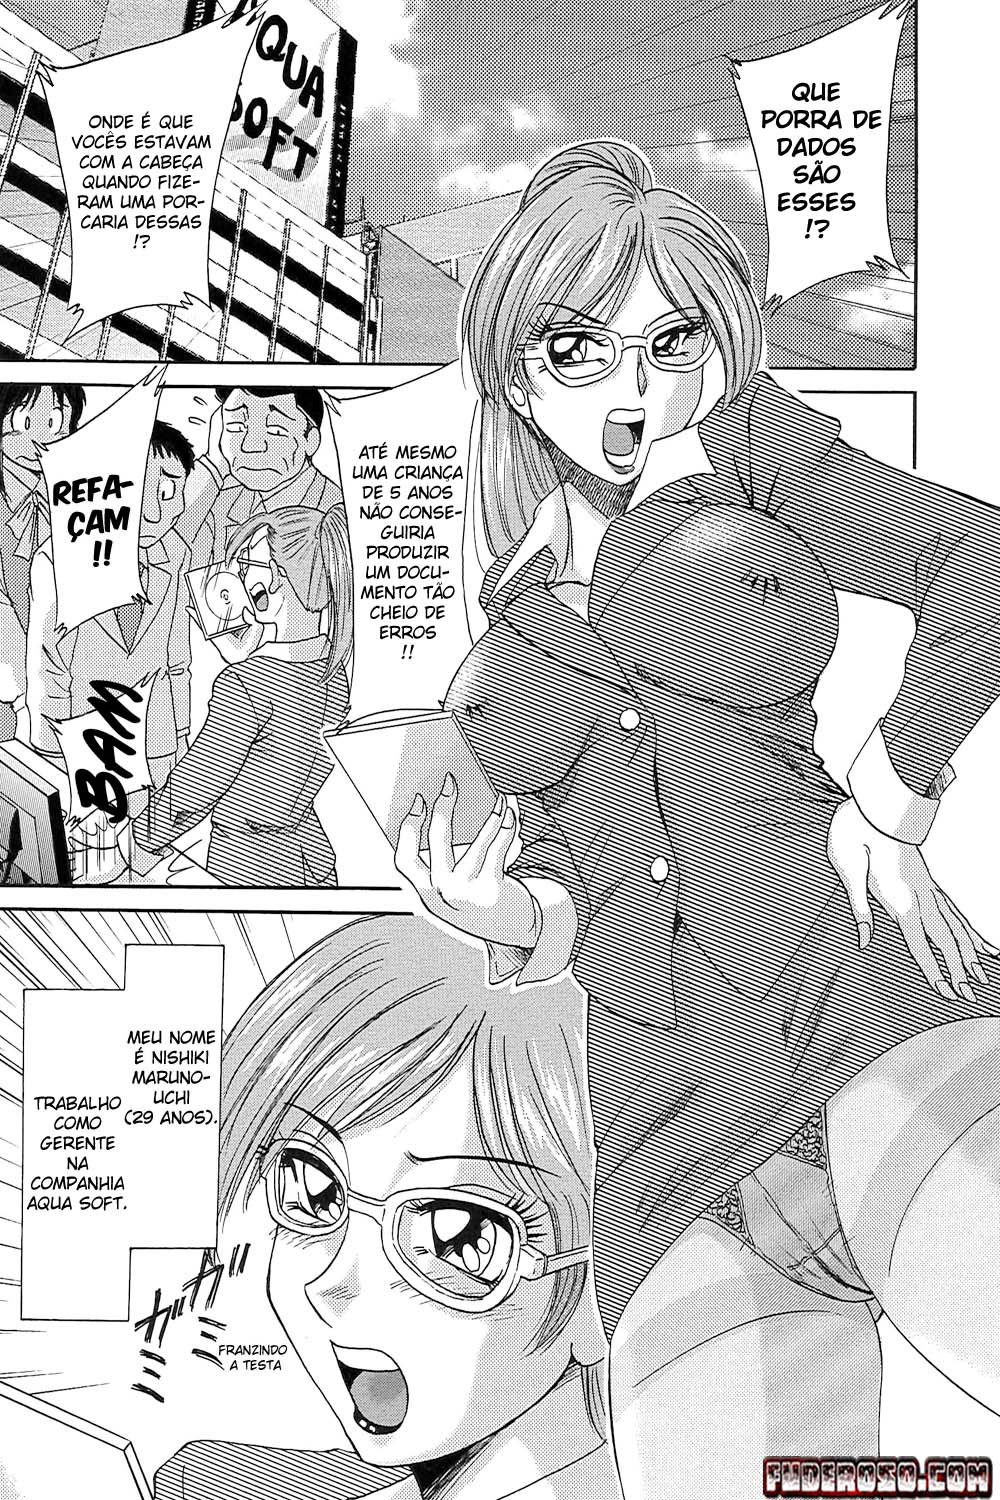 QUA
SOFT
QUE
PORRA DE
DADOS
SÃO
ESSES
!?
ONDE É QUE
VOCÊS ESTAVAM
COM A CABEÇA
QUANDO FIZE-
RAM UMA POR-
CARIA DESSAS
!?
ATÉ MESMO
UMA CRIANÇA
DE 5 ANOS
NÃO CONSE-
GUIRIA
PRODUZIR
UM DOCU-
MENTO TÃO
CHEIO DE
ERROS
!!
REFA-
ÇAM
!!
BAM
MEU NOME
É NISHIKI
MARUNO-
UCHI
(29 ANOS).
TRABALHO
COMO
GERENTE
NA
COMPANHIA
AQUA SOFT.
ガガ
FRANZINDO
A TESTA
FUDEROSO.COM